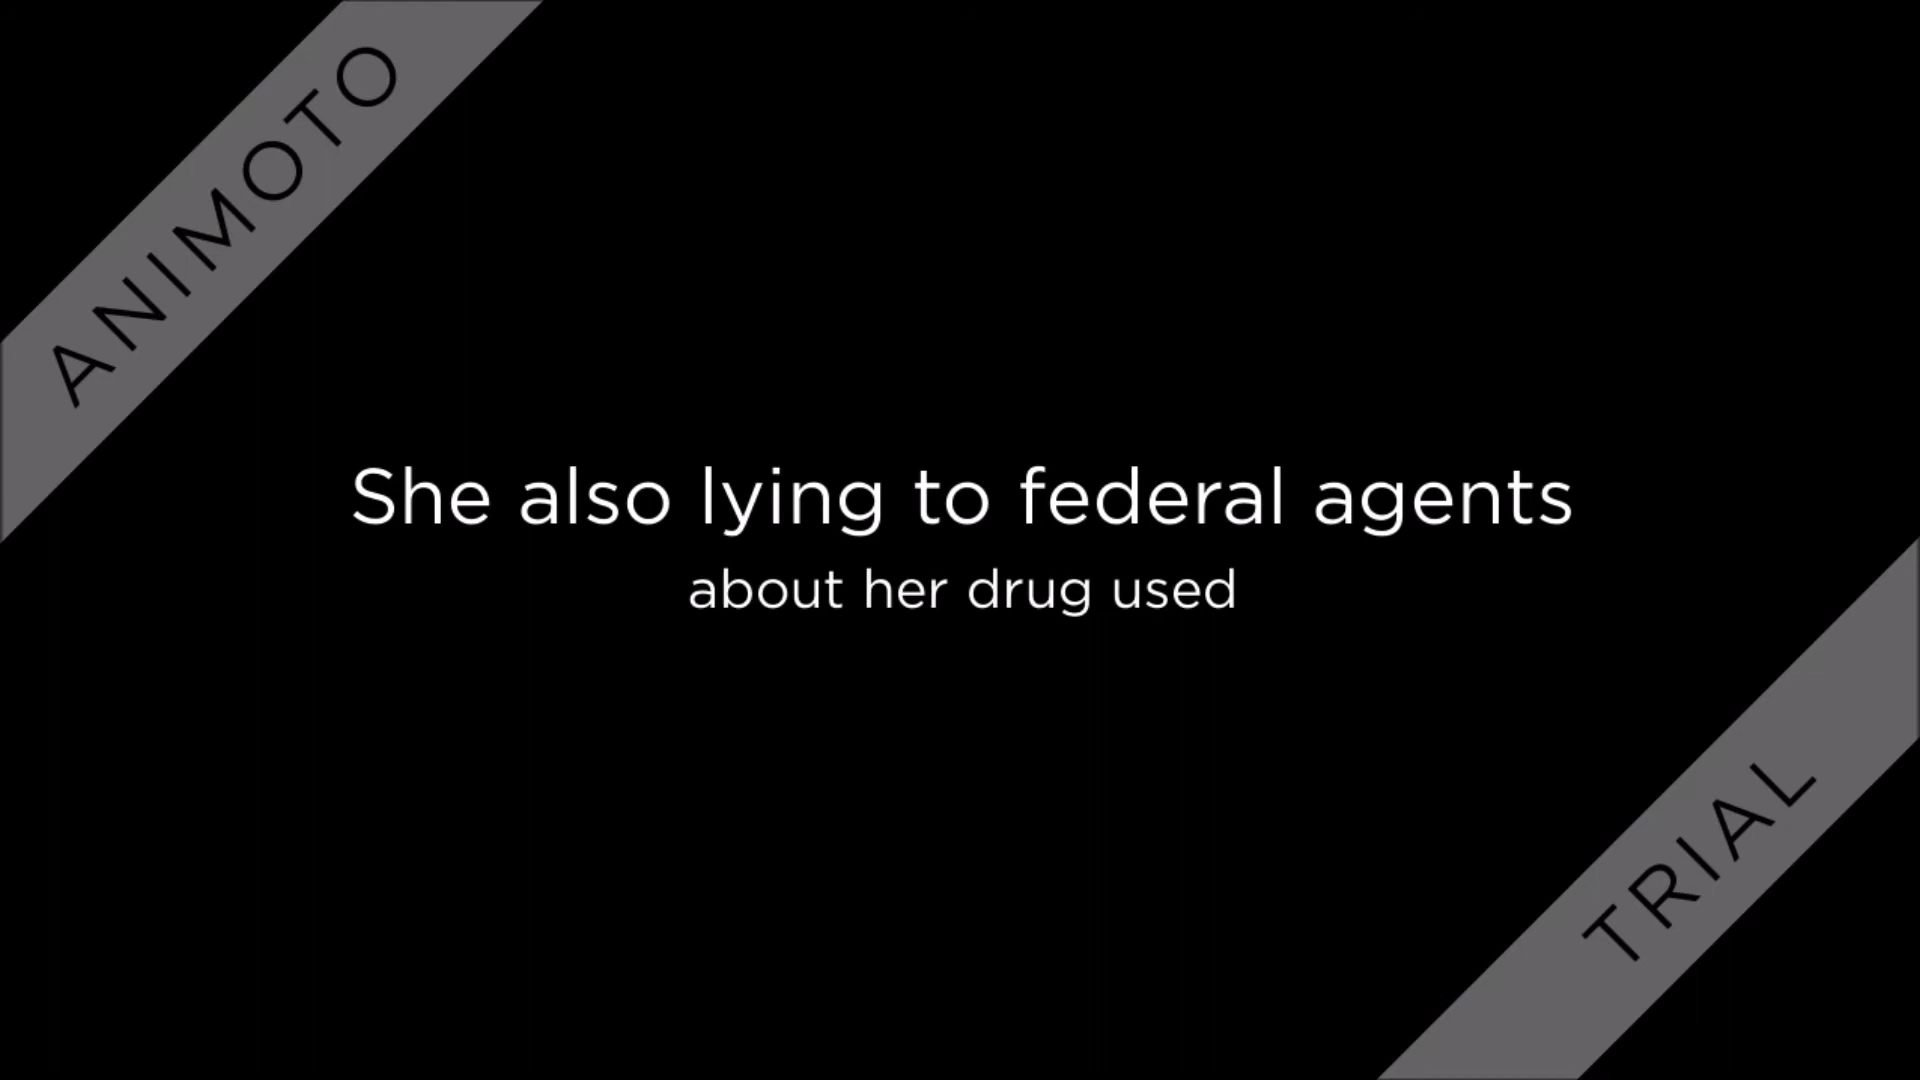 ANIMOTO
She also lying to federal agents
about her drug used
TRIAL